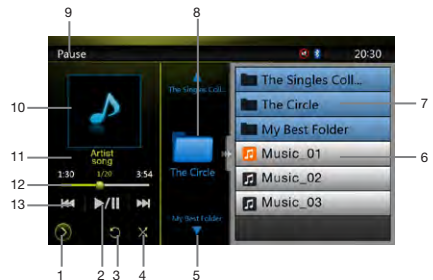 9
8
Pause
20:30
10
The Singles Coll..
The Singles Coll...
The Circle
7
My Best Folder
11
Artist
song
Music_01
6
1:30
1/20
3:54
12
The Circle
Music_02
13
Music_03
My Best Folder
1
2
3
4
5